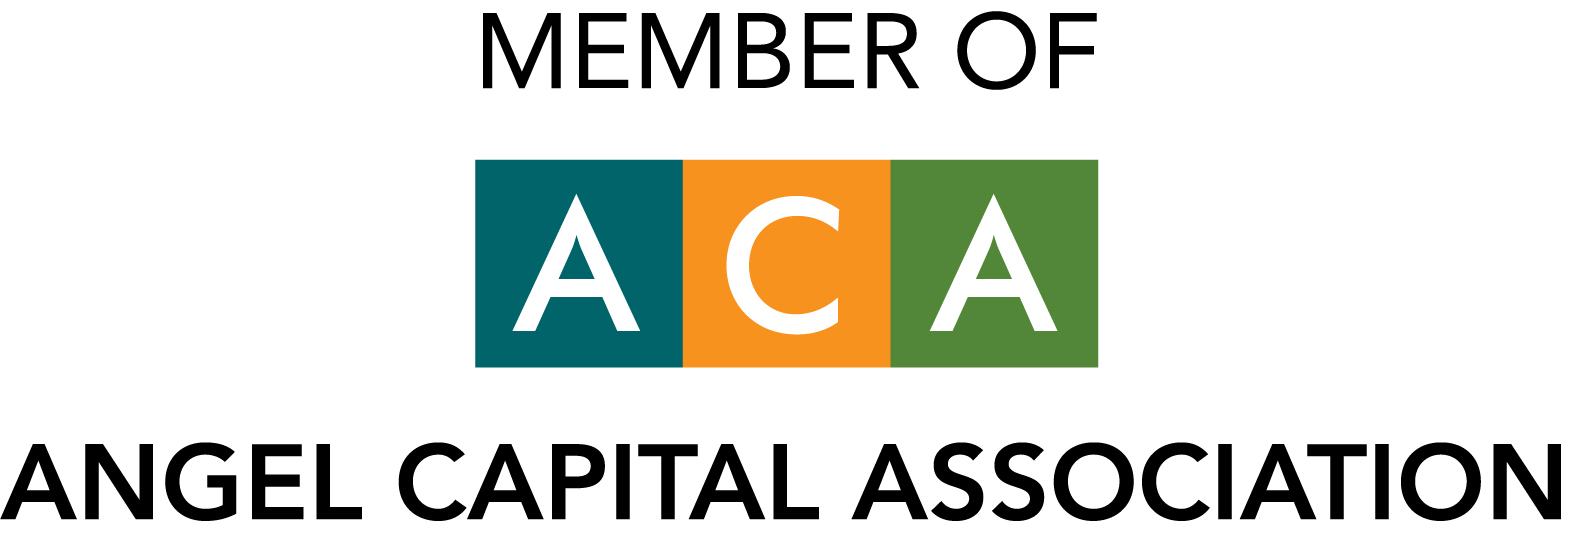 MEMBER OF
ACA
ANGEL CAPITAL ASSOCIATION